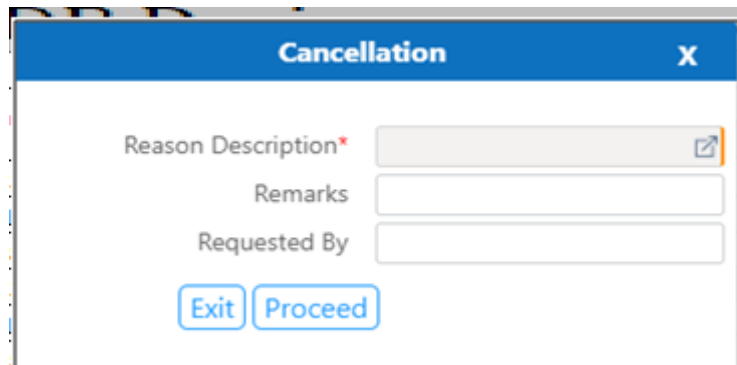 Cancellation x
Reason Description*
Remarks
Requested By
Exit Proceed